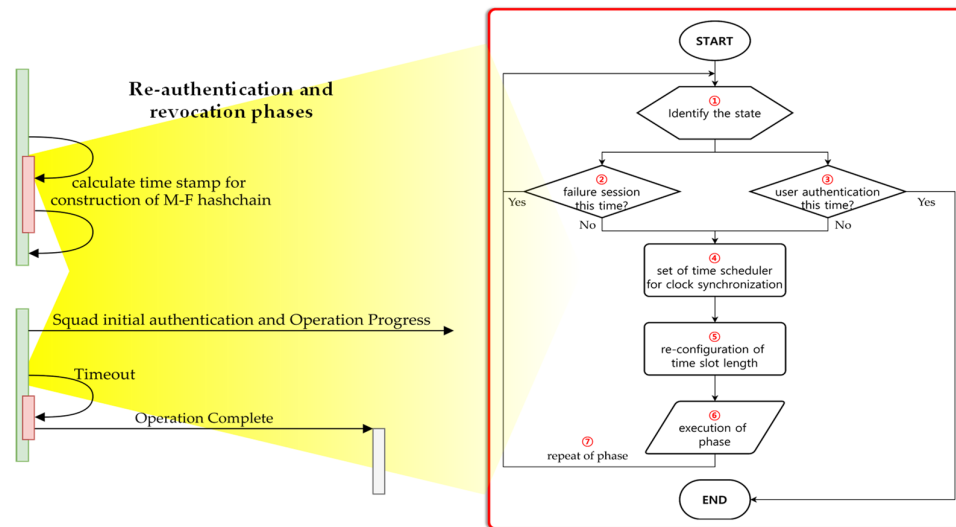 Re-authentication and
revocation phases
calculate time stamp for
construction of M-F hashchain
Squad initial authentication and Operation Progress
Timeout
Operation Complete
START
①
Identify the state
②
failure session
this time?
Yes
No
③
user authentication
this time?
Yes
No
④
set of time scheduler
for clock synchronization
⑤
re-configuration of
time slot length
⑥
execution of
phase
⑦
repeat of phase
END